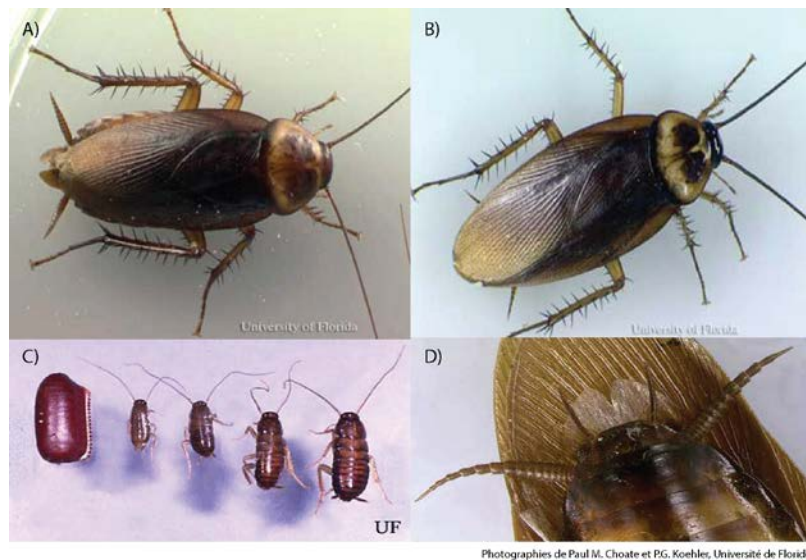 A)
B)
University of Florida
University of Florida
C)
D)
UF
Photographies de Paul M. Choate et P.G. Koehler, Université de Florid